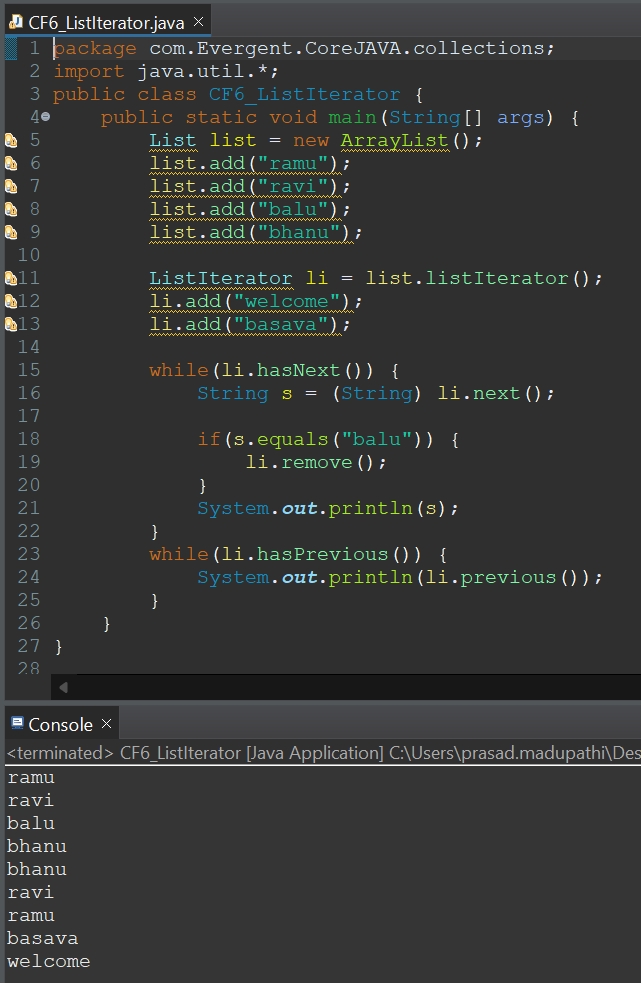 CF6_ListIterator.java ×
1 package com.Evergent.CoreJAVA.collections;
2 import java.util.*;
3 public class CF6_ListIterator {
4 public static void main(String[] args) {
5 List list = new ArrayList();
6 list.add("ramu");
7 list.add("ravi");
8 list.add("balu");
9 list.add("bhanu");
10
11 ListIterator li = list.listIterator();
12 li.add("welcome");
13 li.add("basava");
14
15 while(li.hasNext()) {
16 String s = (String) li.next();
17
18 if(s.equals("balu")) {
19 li.remove();
20 }
21 System.out.println(s);
22 }
23 while(li.hasPrevious()) {
24 System.out.println(li.previous());
25 }
26 }
27 }
28
Console ×
<terminated> CF6_ListIterator [Java Application] C:\Users\prasad.madupathi\Des
ramu
ravi
balu
bhanu
bhanu
ravi
ramu
basava
welcome